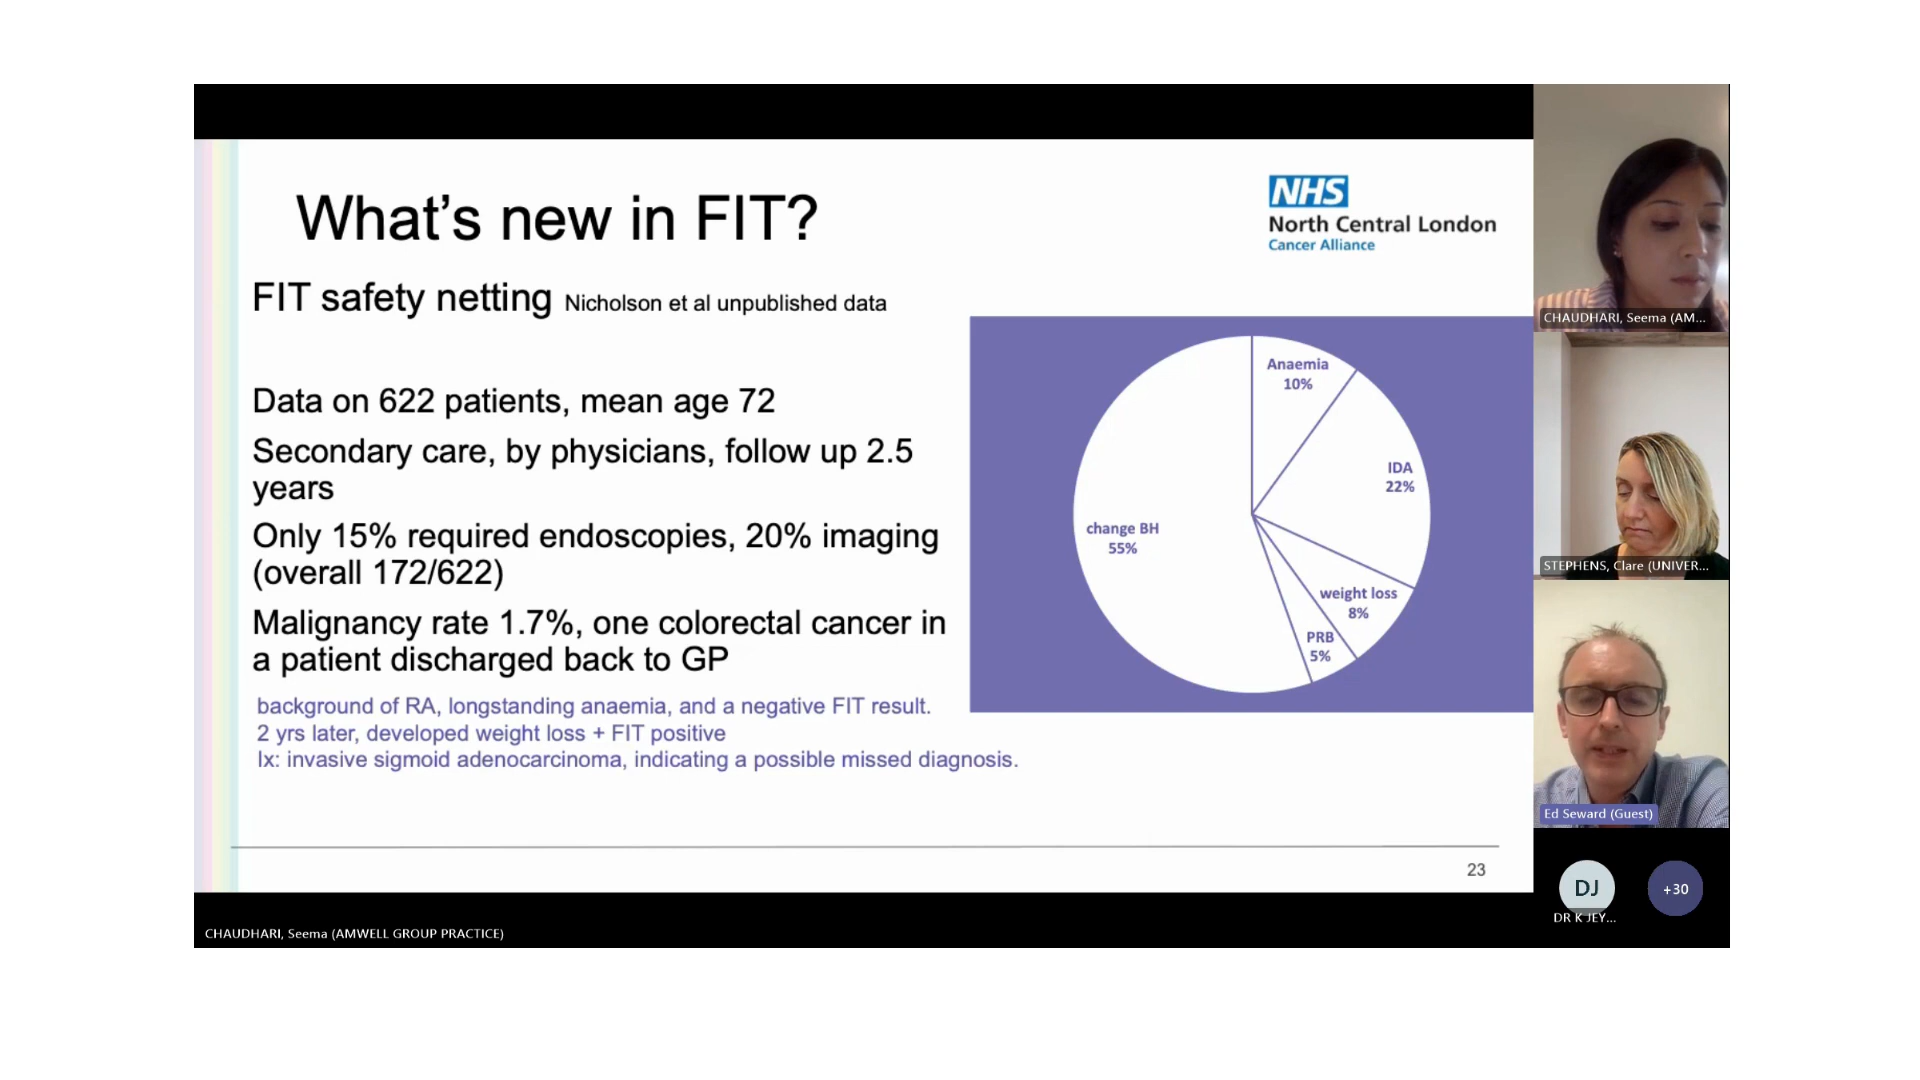 What's new in FIT?
NHS
North Central London
Cancer Alliance
FIT safety netting Nicholson et al unpublished data
Data on 622 patients, mean age 72
Secondary care, by physicians, follow up 2.5
years
Only 15% required endoscopies, 20% imaging
(overall 172/622)
Malignancy rate 1.7%, one colorectal cancer in
a patient discharged back to GP
background of RA, longstanding anaemia, and a negative FIT result.
2 yrs later, developed weight loss + FIT positive
Ix: invasive sigmoid adenocarcinoma, indicating a possible missed diagnosis.
Anaemia
10%
IDA
22%
weight loss
8%
PRB
5%
change BH
55%
23
CHAUDHARI, Seema (AM...
STEPHENS, Clare (UNIVER...
Ed Seward (Guest)
DJ
DR K JEY...
+30
CHAUDHARI, Seema (AMWELL GROUP PRACTICE)